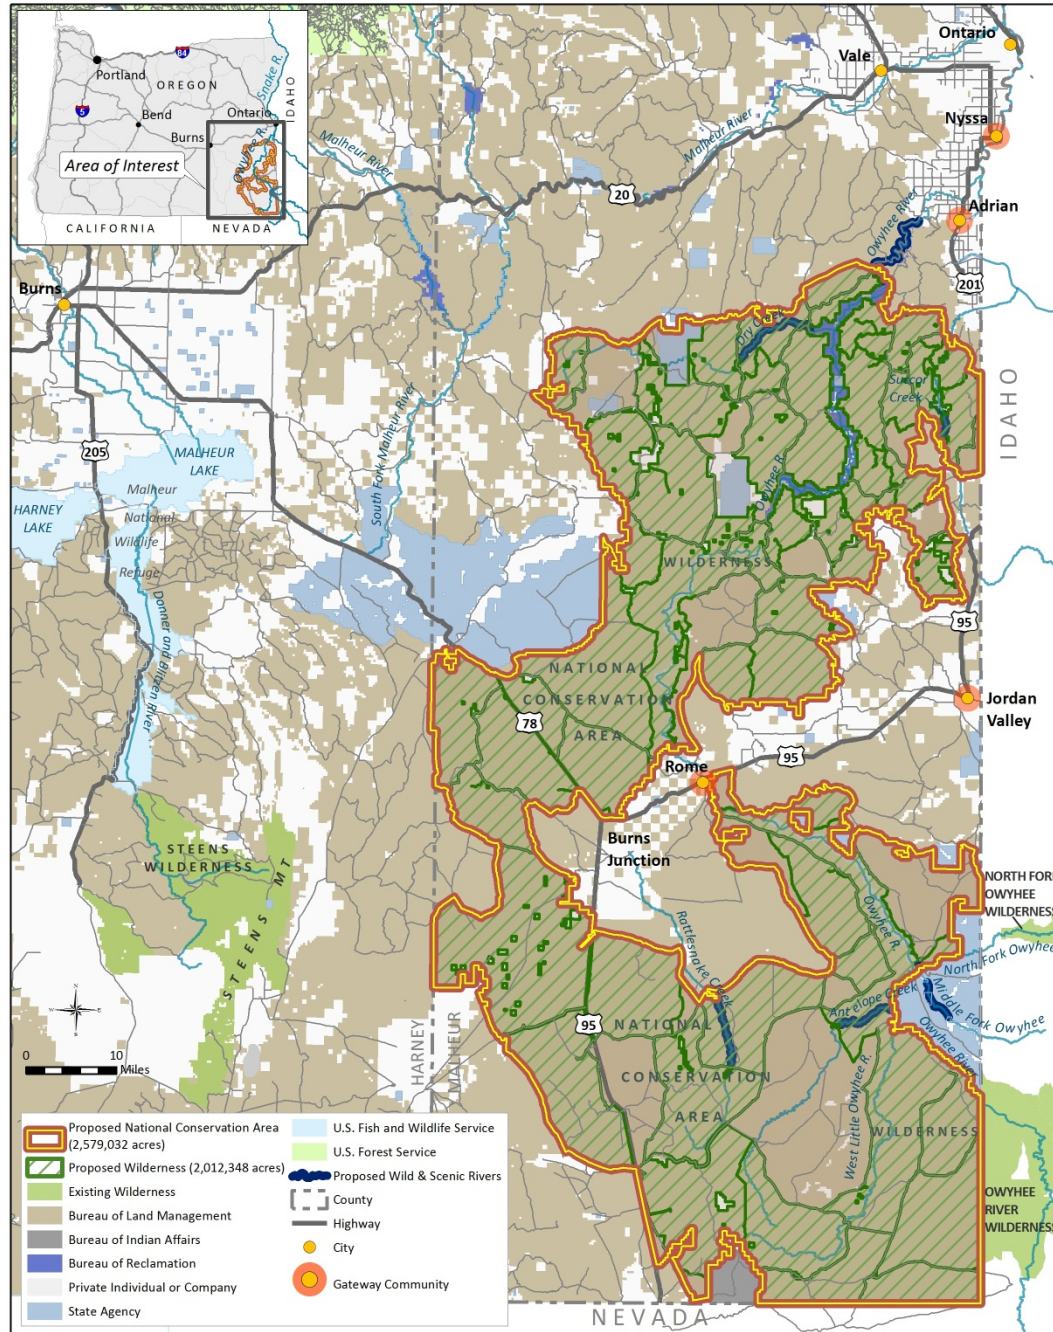 84
Portland
OREGON
Snake R.
IDAHO
5
Bend
Ontario
Burns
Owyhee R.
Area of Interest
CALIFORNIA
NEVADA
Ontario
Vale
Nyssa
Malheur River
Malheur River
20
Adrian
Owyhee River
201
Burns
Dry Creek
Succor
Creek
IDAHO
205
MALHEUR
LAKE
South Fork Malheur River
HARNEY
LAKE
Malheur
National
Wildlife
Refuge
Owyhee R.
WILDERNESS
Donner and Blitzen River
95
NATIONAL
CONSERVATION
AREA
78
Jordan
Valley
95
Rome
Burns
Junction
STEENS
WILDERNESS
STEENS MT
NORTH FORK
OWYHEE
WILDERNESS
Owyhee R.
Rattlesnake Creek
North Fork Owyhee
Antelope Creek
Middle Fork Owyhee
Owyhee River
95
NATIONAL
CONSERVATION
AREA
HARNEY
MALHEUR
West Little Owyhee R.
WILDERNESS
OWYHEE
RIVER
WILDERNESS
N
W
E
S
0 10
Miles
Proposed National Conservation Area
(2,579,032 acres)
Proposed Wilderness (2,012,348 acres)
Existing Wilderness
Bureau of Land Management
Bureau of Indian Affairs
Bureau of Reclamation
Private Individual or Company
State Agency
U.S. Fish and Wildlife Service
U.S. Forest Service
Proposed Wild & Scenic Rivers
County
Highway
City
Gateway Community
NEVADA